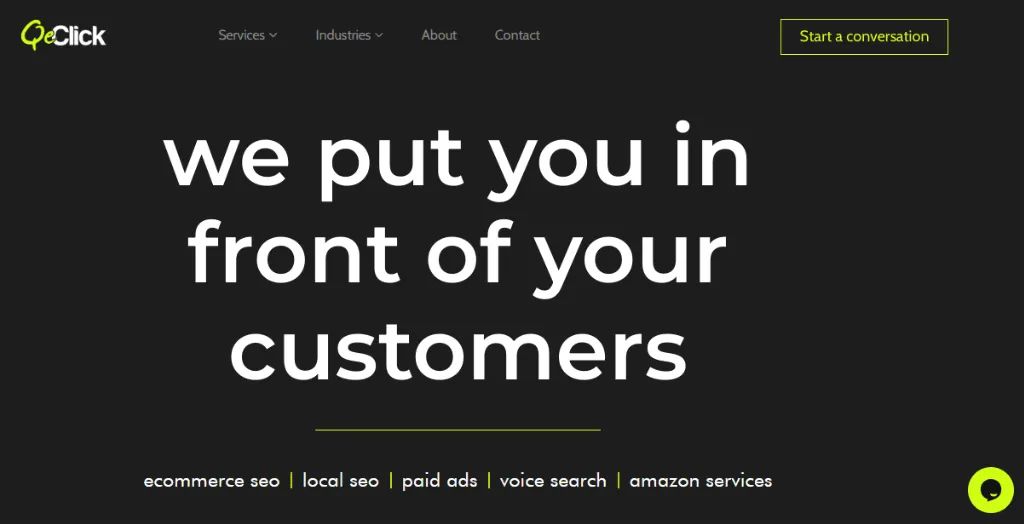 QeClick
Services
Industries
About
Contact
Start a conversation
we put you in
front of your
customers
ecommerce seo | local seo | paid ads | voice search | amazon services